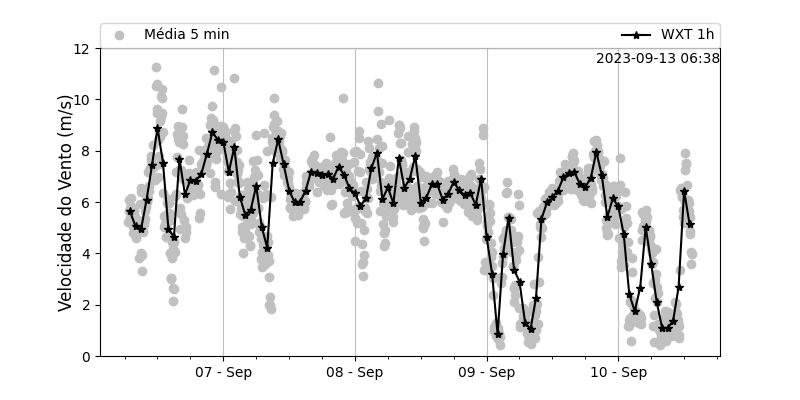 Média 5 min
WXT 1h
2023-09-13 06:38
Velocidade do Vento (m/s)
12
10
8
6
4
2
0
07 - Sep
08 - Sep
09 - Sep
10 - Sep